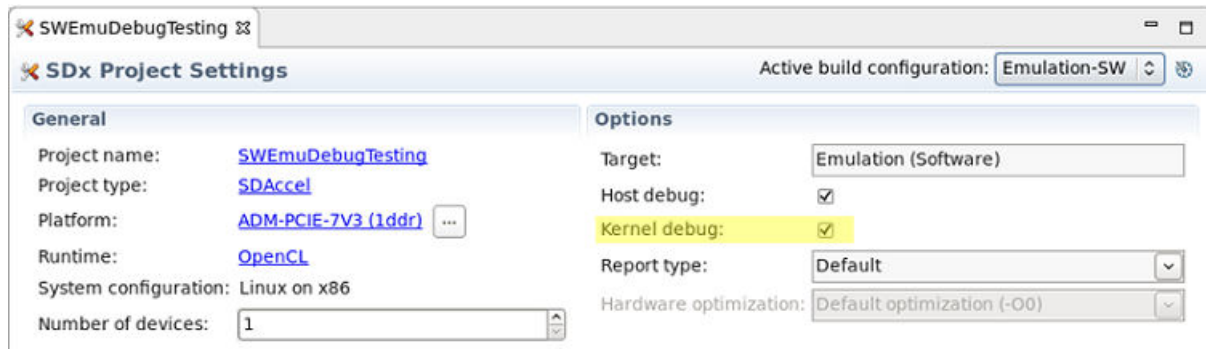 SWEmuDebugTesting
SDx Project Settings
Active build configuration: Emulation-SW
General
Project name: SWEmuDebugTesting
Project type: SDAccel
Platform: ADM-PCIE-7V3 (1ddr) ...
Runtime: OpenCL
System configuration: Linux on x86
Number of devices: 1
Options
Target: Emulation (Software)
Host debug:
Kernel debug:
Report type: Default
Hardware optimization: Default optimization (-O0)